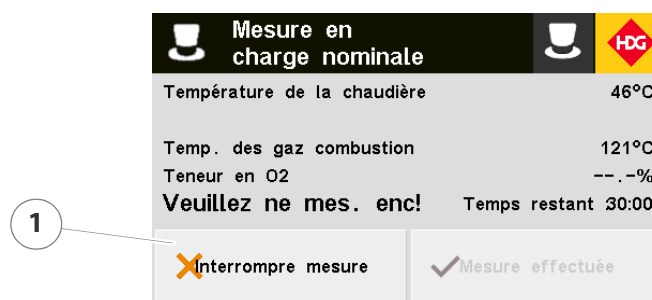 Mesure en
charge nominale
HDG
Température de la chaudière 46°C
Temp. des gaz combustion 121°C
Teneur en O2 --.-%
Veuillez ne mes. enc! Temps restant 30:00
1
Interrompre mesure Mesure effectuée